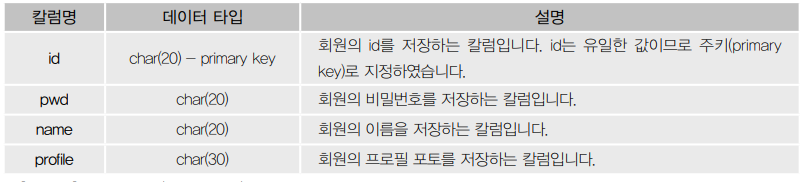 칼럼명 데이터 타입 설명
id char(20) – primary key 회원의 id를 저장하는 칼럼입니다. id는 유일한 값이므로 주키(primary
key)로 지정하였습니다.
pwd char(20) 회원의 비밀번호를 저장하는 칼럼입니다.
name char(20) 회원의 이름을 저장하는 칼럼입니다.
profile char(30) 회원의 프로필 포토를 저장하는 칼럼입니다.